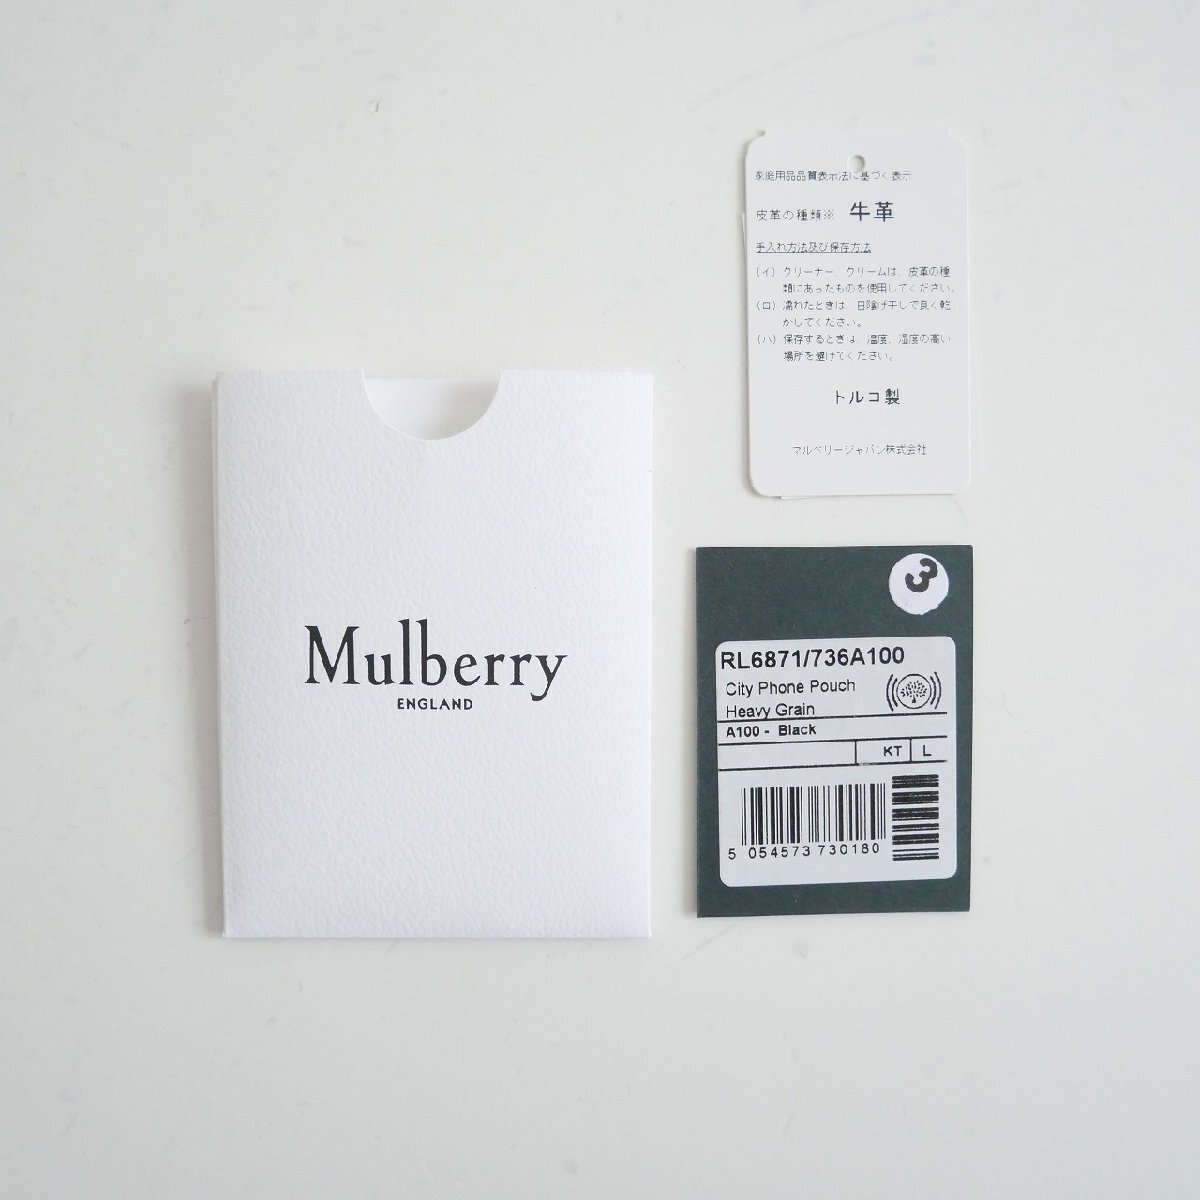 Mulberry
ENGLAND
家庭用品品質表示法に基づく表示
皮革の種類※ 牛革
手入れ方法及び保存方法
(イ) クリーナー、クリームは、皮革の種
類にあったものを使用してください。
(ロ) 濡れたときは、日陰げ干しで良く乾
かしてください。
(ハ) 保存するときは、温度、湿度の高い
場所を避けてください。
トルコ製
マルベリージャパン株式会社
3
RL6871/736A100
City Phone Pouch
Heavy Grain
A100 - Black
KT L
5 054573 730180